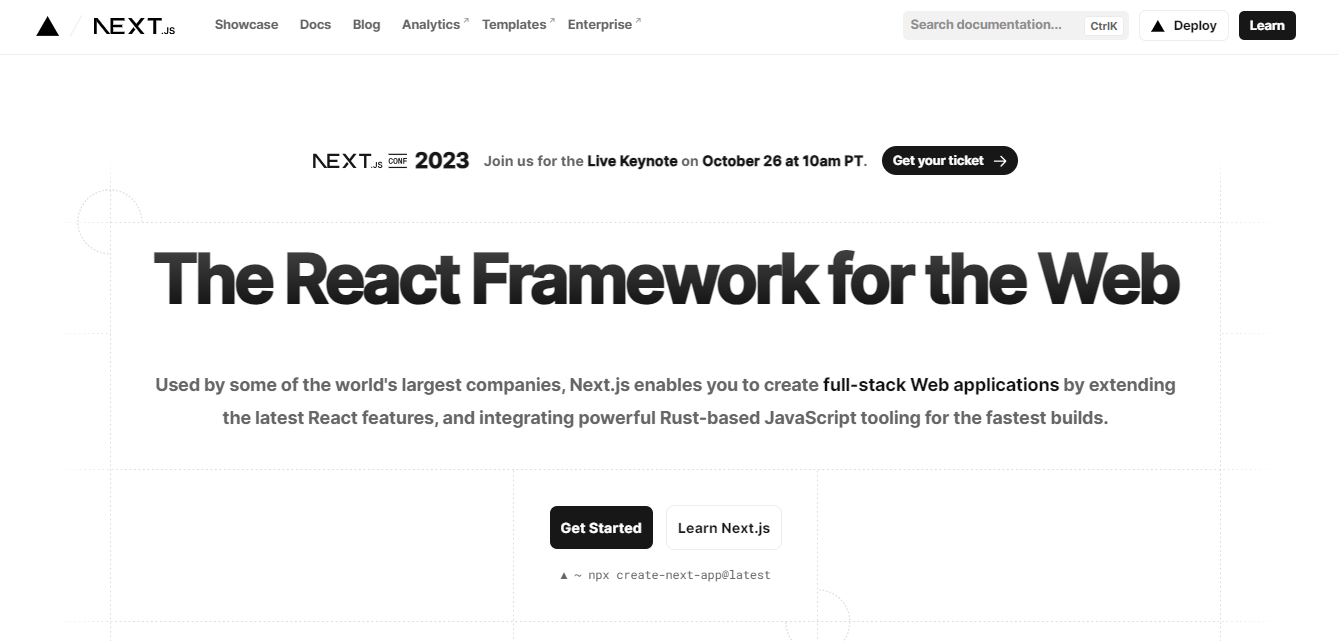 NEXT.JS Showcase Docs Blog Analytics↗ Templates↗ Enterprise↗ Search documentation... CtrlK Deploy Learn
NEXT.JS CONF 2023 Join us for the Live Keynote on October 26 at 10am PT. Get your ticket →
The React Framework for the Web
Used by some of the world's largest companies, Next.js enables you to create full-stack Web applications by extending
the latest React features, and integrating powerful Rust-based JavaScript tooling for the fastest builds.
Get Started Learn Next.js
▲ ~ npx create-next-app@latest